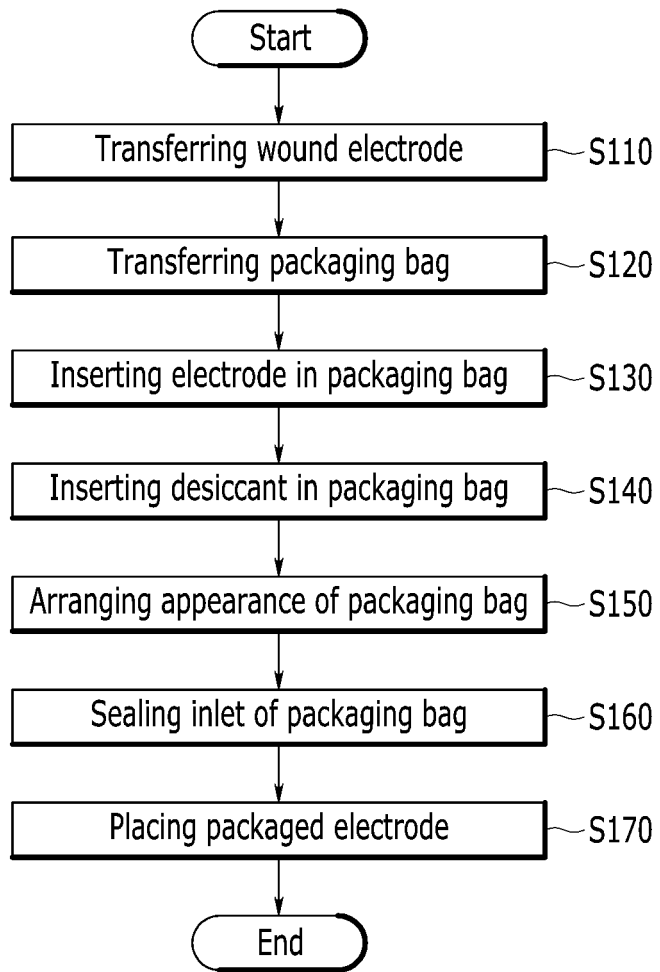 Start
Transferring wound electrode S110
Transferring packaging bag S120
Inserting electrode in packaging bag S130
Inserting desiccant in packaging bag S140
Arranging appearance of packaging bag S150
Sealing inlet of packaging bag S160
Placing packaged electrode S170
End